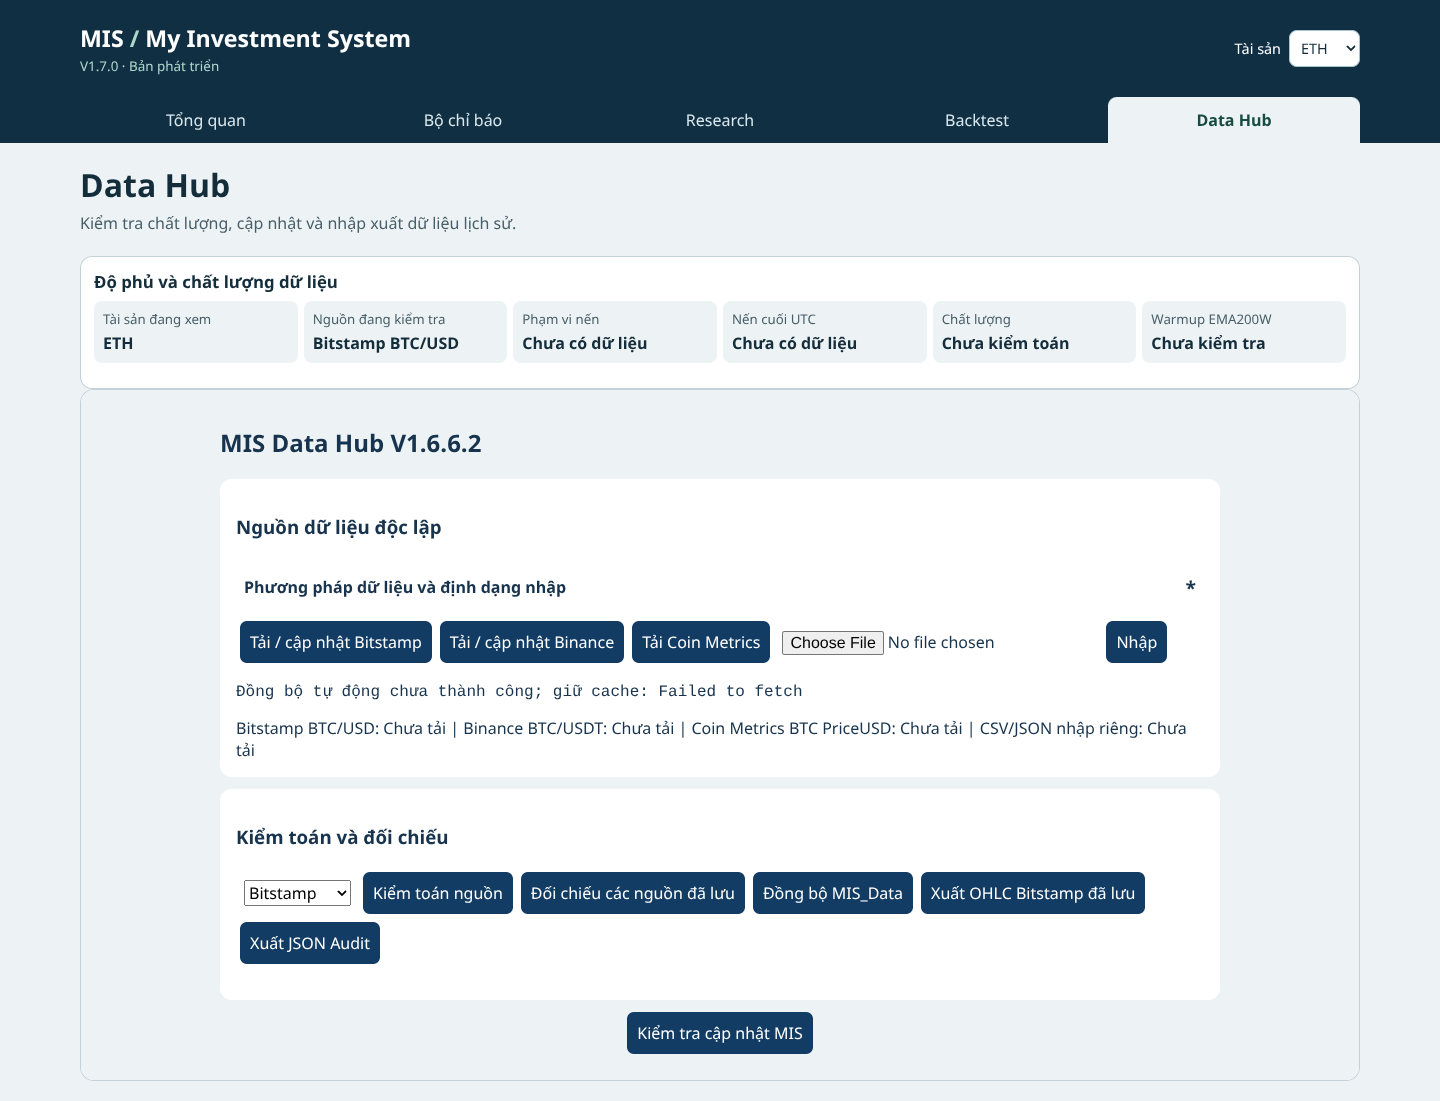 MIS / My Investment System
V1.7.0 · Bản phát triển
Tài sản ETH
Tổng quan Bộ chỉ báo Research Backtest Data Hub
Data Hub
Kiểm tra chất lượng, cập nhật và nhập xuất dữ liệu lịch sử.
Độ phủ và chất lượng dữ liệu
Tài sản đang xem Nguồn đang kiểm tra Phạm vi nến Nến cuối UTC Chất lượng Warmup EMA200W
ETH Bitstamp BTC/USD Chưa có dữ liệu Chưa có dữ liệu Chưa kiểm toán Chưa kiểm tra
MIS Data Hub V1.6.6.2
Nguồn dữ liệu độc lập
Phương pháp dữ liệu và định dạng nhập *
Tải / cập nhật Bitstamp Tải / cập nhật Binance Tải Coin Metrics Choose File No file chosen Nhập
Đồng bộ tự động chưa thành công; giữ cache: Failed to fetch
Bitstamp BTC/USD: Chưa tải | Binance BTC/USDT: Chưa tải | Coin Metrics BTC PriceUSD: Chưa tải | CSV/JSON nhập riêng: Chưa
tải
Kiểm toán và đối chiếu
Bitstamp Kiểm toán nguồn Đối chiếu các nguồn đã lưu Đồng bộ MIS_Data Xuất OHLC Bitstamp đã lưu
Xuất JSON Audit
Kiểm tra cập nhật MIS